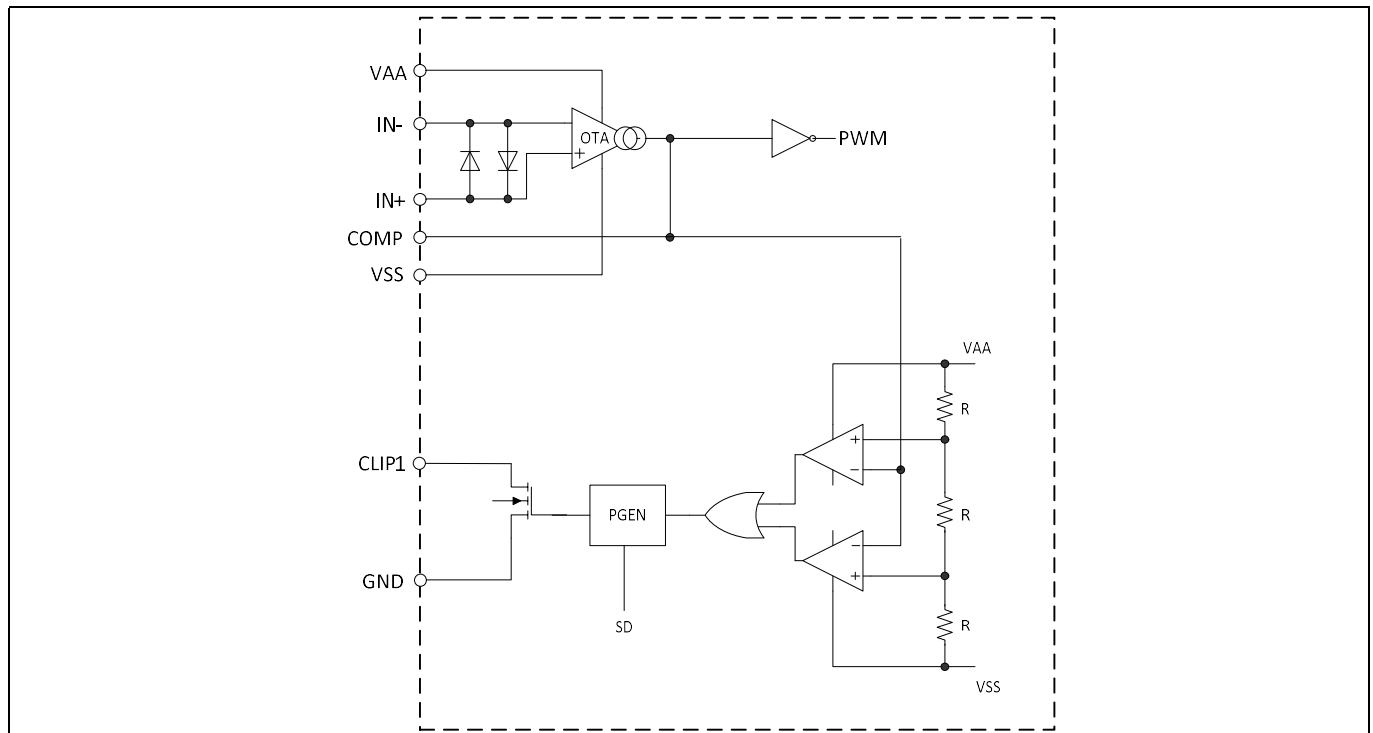 VAA
IN-
OTA
+
PWM
IN+
COMP
VSS
VAA
R
+
-
CLIP1
R
PGEN
-
+
GND
SD
R
VSS